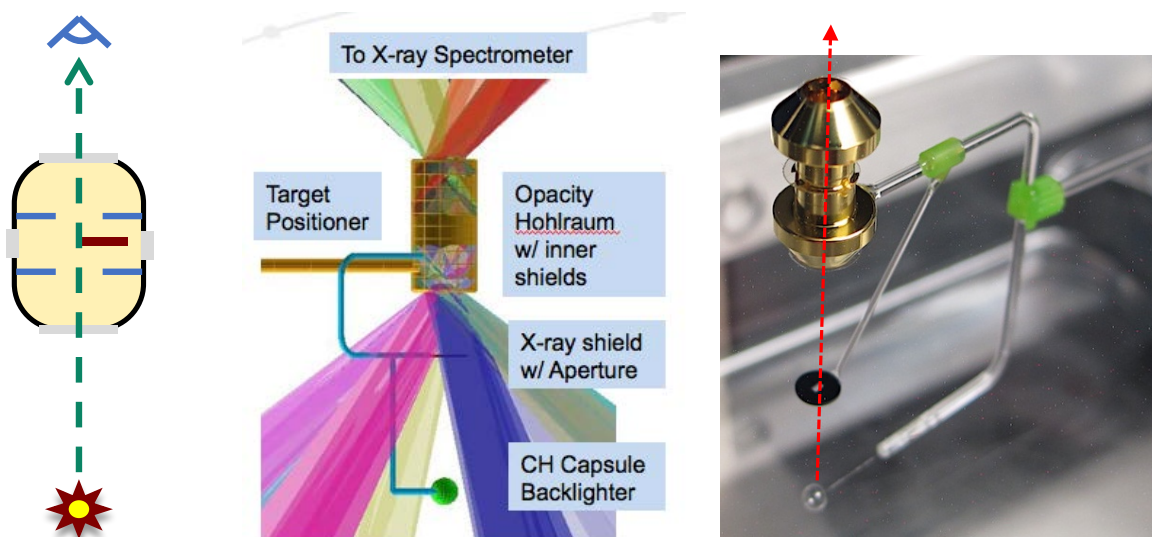 To X-ray Spectrometer
Target
Positioner
Opacity
Hohlraum
w/ inner
shields
X-ray shield
w/ Aperture
CH Capsule
Backlighter